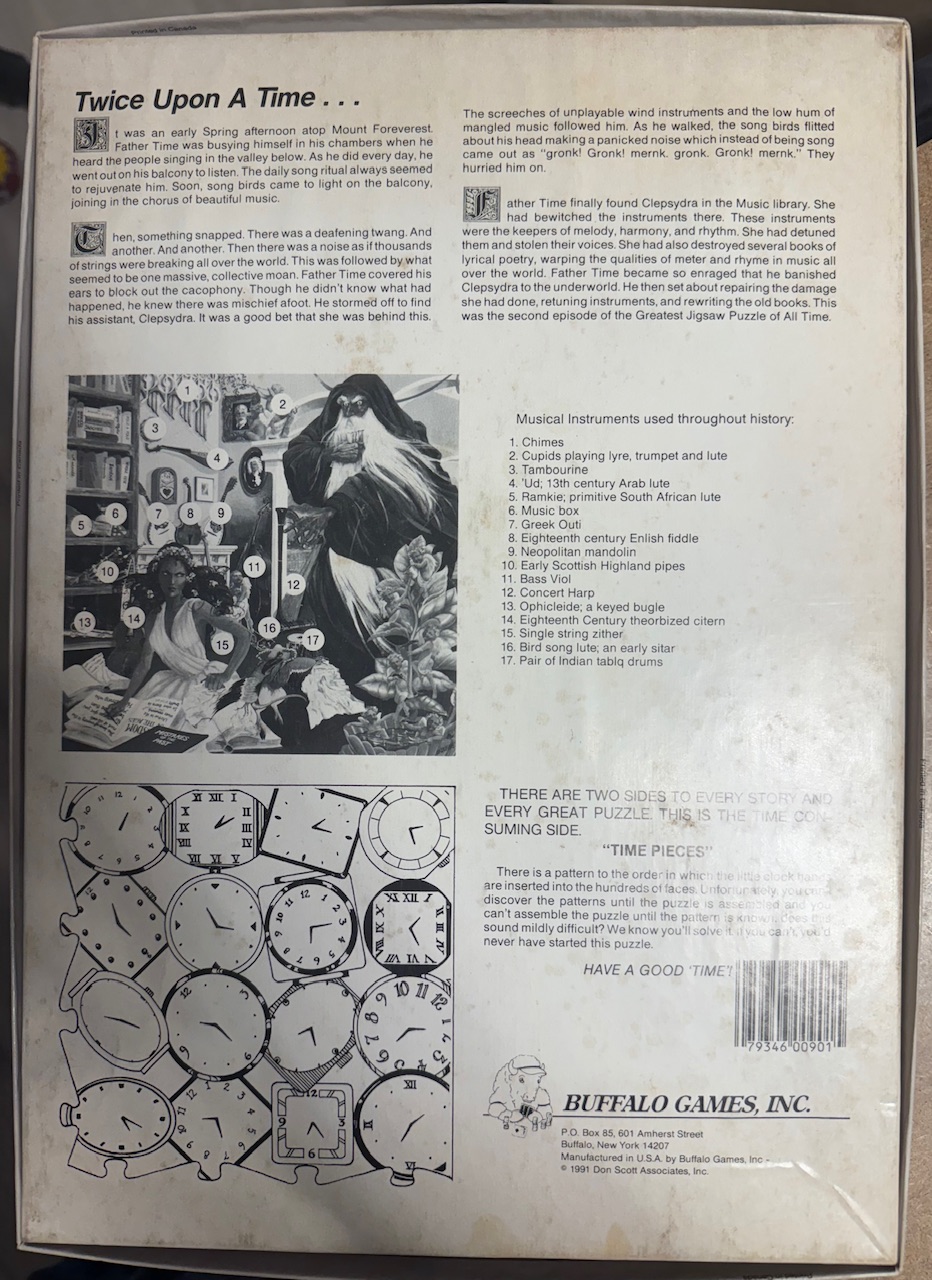 Printed in Canada
Twice Upon A Time . . .
It was an early Spring afternoon atop Mount Foreverest.
Father Time was busying himself in his chambers when he
heard the people singing in the valley below. As he did every day, he
went out on his balcony to listen. The daily song ritual always seemed
to rejuvenate him. Soon, song birds came to light on the balcony,
joining in the chorus of beautiful music.
Then, something snapped. There was a deafening twang. And
another. And another. Then there was a noise as if thousands
of strings were breaking all over the world. This was followed by what
seemed to be one massive, collective moan. Father Time covered his
ears to block out the cacophony. Though he didn't know what had
happened, he knew there was mischief afoot. He stormed off to find
his assistant, Clepsydra. It was a good bet that she was behind this.
The screeches of unplayable wind instruments and the low hum of
mangled music followed him. As he walked, the song birds flitted
about his head making a panicked noise which instead of being song
came out as "gronk! Gronk! mernk. gronk. Gronk! mernk." They
hurried him on.
Father Time finally found Clepsydra in the Music library. She
had bewitched the instruments there. These instruments
were the keepers of melody, harmony, and rhythm. She had detuned
them and stolen their voices. She had also destroyed several books of
lyrical poetry, warping the qualities of meter and rhyme in music all
over the world. Father Time became so enraged that he banished
Clepsydra to the underworld. He then set about repairing the damage
she had done, retuning instruments, and rewriting the old books. This
was the second episode of the Greatest Jigsaw Puzzle of All Time.
1
2
3
4
5
6
7
8
9
10
11
12
13
14
15
16
17
MISTAKES
OF THE
PAST
Musical Instruments used throughout history:
1. Chimes
2. Cupids playing lyre, trumpet and lute
3. Tambourine
4. 'Ud; 13th century Arab lute
5. Ramkie; primitive South African lute
6. Music box
7. Greek Outi
8. Eighteenth century Enlish fiddle
9. Neopolitan mandolin
10. Early Scottish Highland pipes
11. Bass Viol
12. Concert Harp
13. Ophicleide; a keyed bugle
14. Eighteenth Century theorbized citern
15. Single string zither
16. Bird song lute; an early sitar
17. Pair of Indian tablq drums
THERE ARE TWO SIDES TO EVERY STORY AND
EVERY GREAT PUZZLE. THIS IS THE TIME CON-
SUMING SIDE.
"TIME PIECES"
There is a pattern to the order in which the little clock hands
are inserted into the hundreds of faces. Unfortunately, you can't
discover the patterns until the puzzle is assembled and you
can't assemble the puzzle until the pattern is known. Does this
sound mildly difficult? We know you'll solve it. If you can't, you'd
never have started this puzzle.
HAVE A GOOD 'TIME'!
79346 00901
BUFFALO GAMES, INC.
P.O. Box 85, 601 Amherst Street
Buffalo, New York 14207
Manufactured in U.S.A. by Buffalo Games, Inc -
© 1991 Don Scott Associates, Inc.